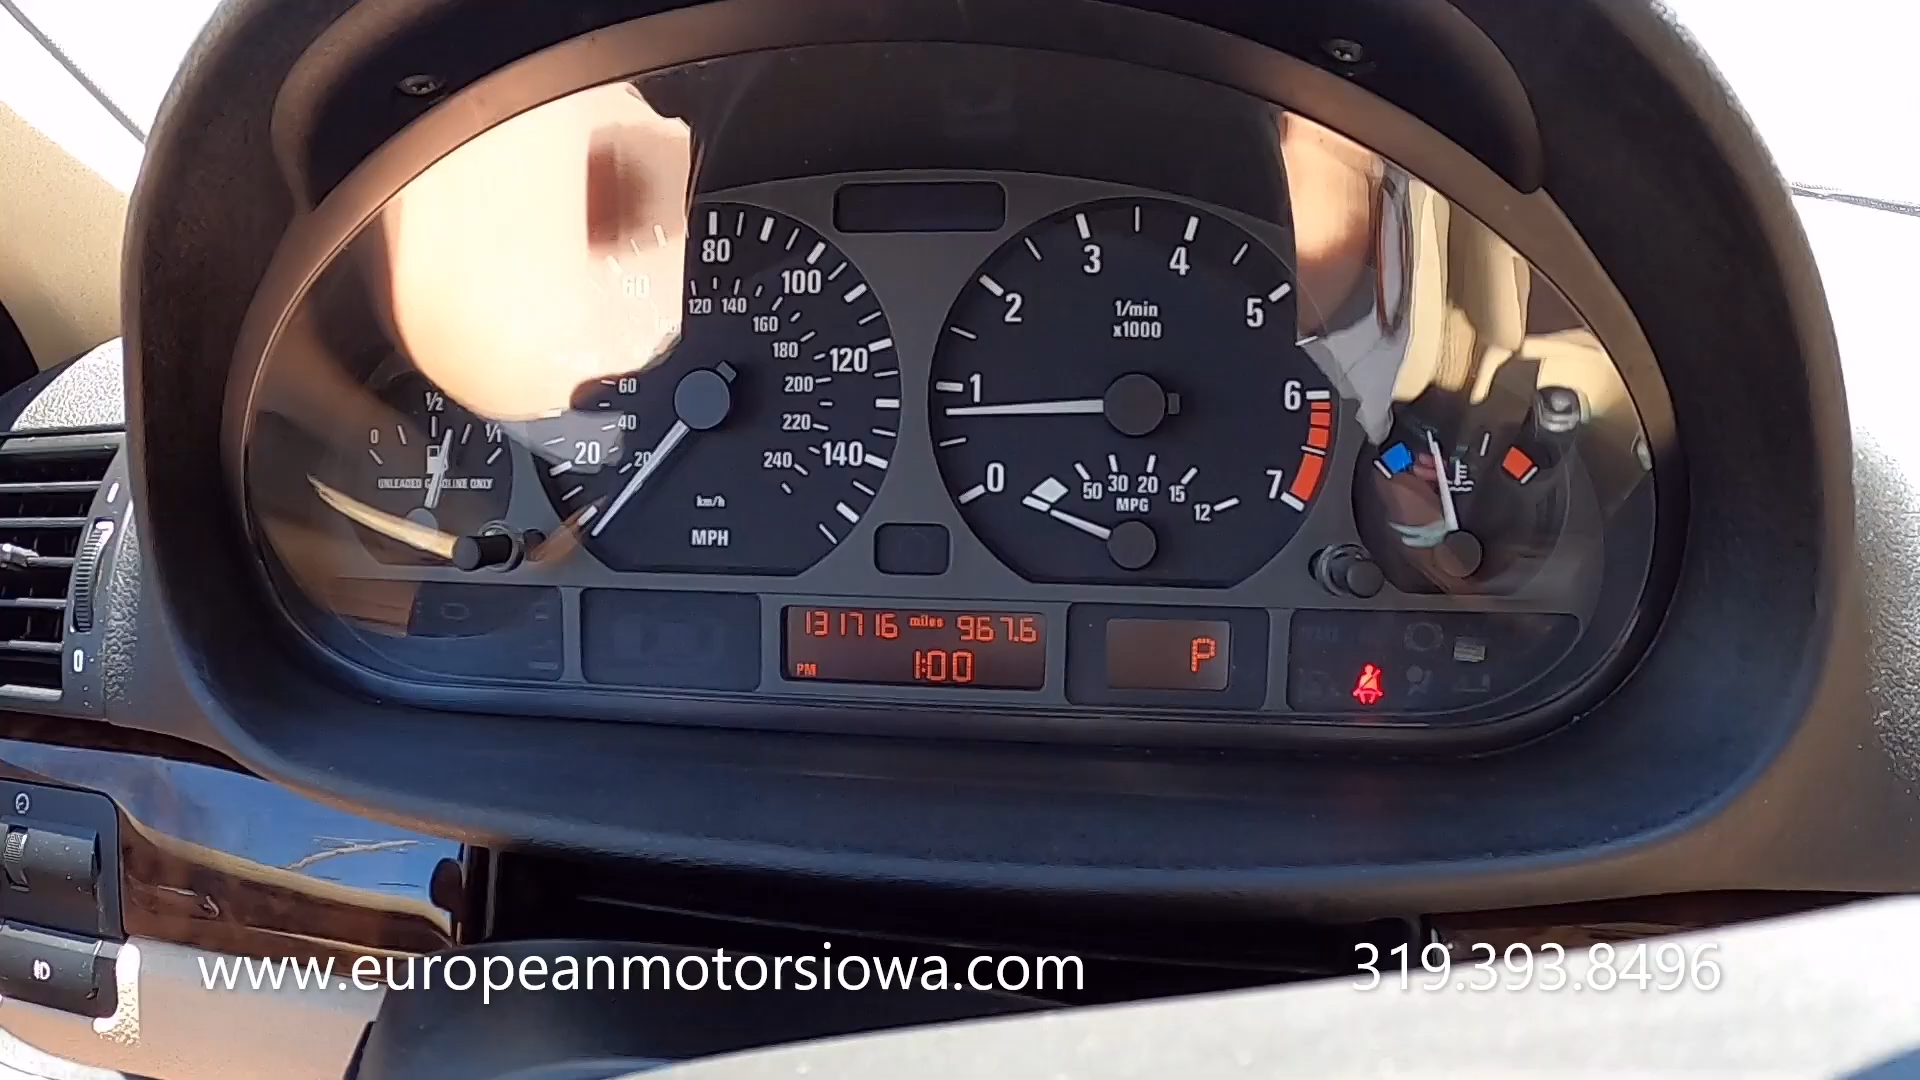 80
100
60
120 140
160
180
120
200
220
240
140
60
40
20
20
km/h
MPH
0
1/2
1/1
UNLEADED GASOLINE ONLY
3
4
2
5
1/min
x1000
1
6
0
7
50 30 20 15 12
MPG
131716 miles 967.6
PM 1:00
P
www.europeanmotorsiowa.com
319.393.8496